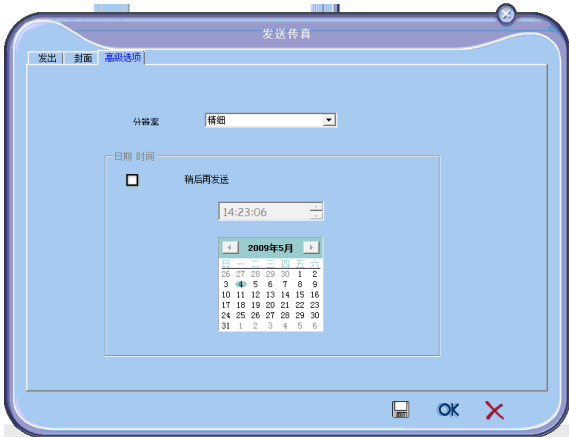 发送传真
发出 封面 高级选项
分辨率 精细
日期 时间
稍后再发送
14:23:06
2009年5月
日 一 二 三 四 五 六
26 27 28 29 30 1 2
3 4 5 6 7 8 9
10 11 12 13 14 15 16
17 18 19 20 21 22 23
24 25 26 27 28 29 30
31 1 2 3 4 5 6
OK